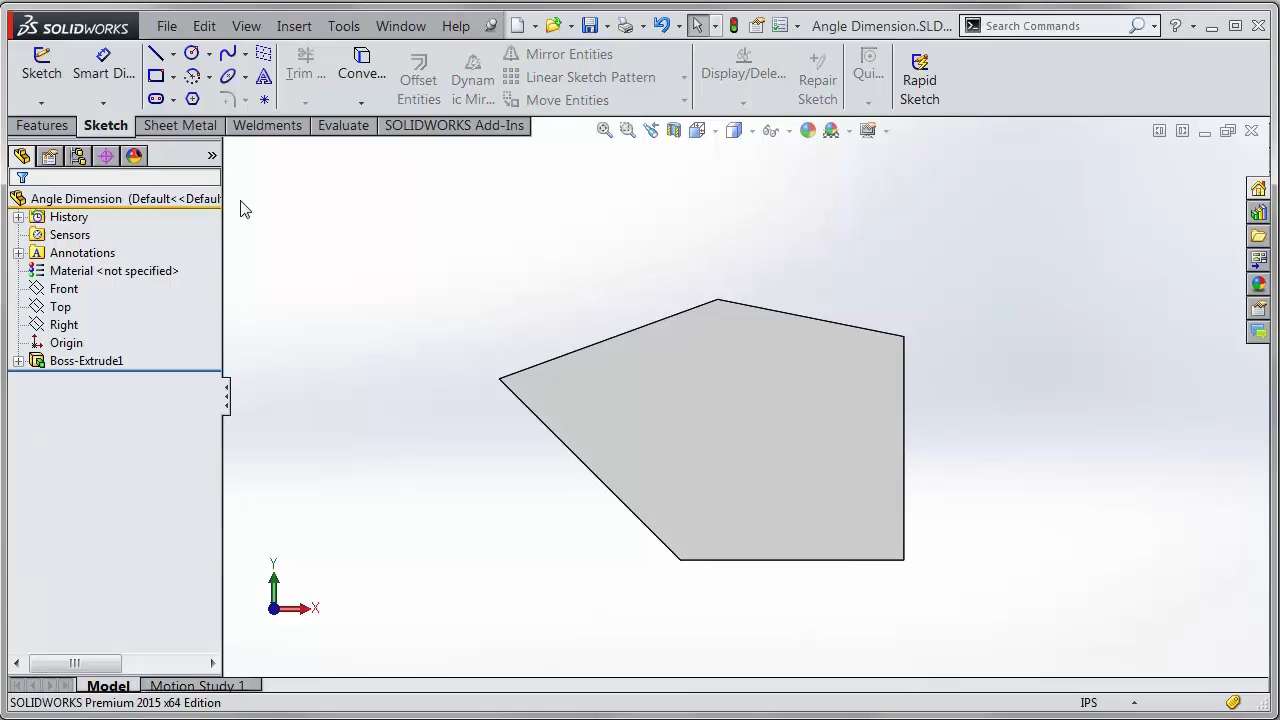 SOLIDWORKS File Edit View Insert Tools Window Help Angle Dimension.SLD... Search Commands
Sketch Smart Di... Trim ... Conve... Offset Entities Dynam ic Mir... Mirror Entities Linear Sketch Pattern Move Entities Display/Dele... Repair Sketch Qui... Rapid Sketch
Features Sketch Sheet Metal Weldments Evaluate SOLIDWORKS Add-Ins
Angle Dimension (Default<<Defaul
History
Sensors
Annotations
Material <not specified>
Front
Top
Right
Origin
Boss-Extrude1
Y
X
Model Motion Study 1
SOLIDWORKS Premium 2015 x64 Edition IPS